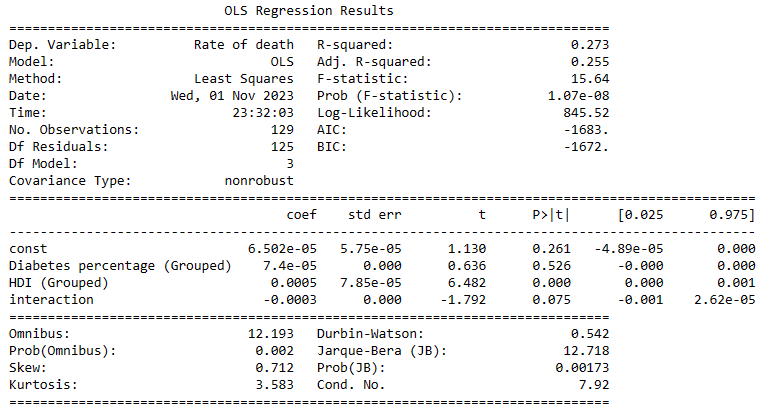 OLS Regression Results
==============================================================================
Dep. Variable:          Rate of death   R-squared:                       0.273
Model:                            OLS   Adj. R-squared:                  0.255
Method:                 Least Squares   F-statistic:                     15.64
Date:                Wed, 01 Nov 2023   Prob (F-statistic):           1.07e-08
Time:                        23:32:03   Log-Likelihood:                 845.52
No. Observations:                 129   AIC:                            -1683.
Df Residuals:                     125   BIC:                            -1672.
Df Model:                           3
Covariance Type:            nonrobust
=================================================================================================
                                    coef    std err          t      P>|t|      [0.025      0.975]
-------------------------------------------------------------------------------------------------
const                          6.502e-05   5.75e-05      1.130      0.261   -4.89e-05       0.000
Diabetes percentage (Grouped)    7.4e-05      0.000      0.636      0.526      -0.000       0.000
HDI (Grouped)                     0.0005   7.85e-05      6.482      0.000       0.000       0.001
interaction                      -0.0003      0.000     -1.792      0.075      -0.001    2.62e-05
==============================================================================
Omnibus:                       12.193   Durbin-Watson:                   0.542
Prob(Omnibus):                  0.002   Jarque-Bera (JB):               12.718
Skew:                           0.712   Prob(JB):                      0.00173
Kurtosis:                       3.583   Cond. No.                         7.92
==============================================================================